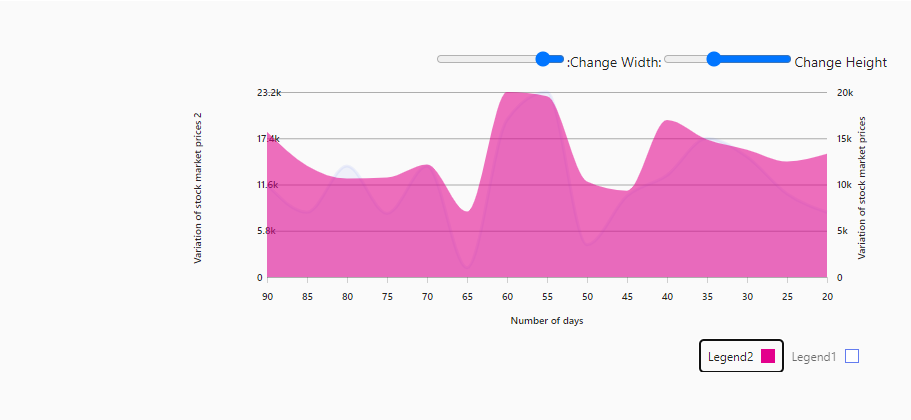 :Change Width: Change Height
23.2k 20k
17.4k 15k
11.6k 10k
5.8k 5k
0 0
Variation of stock market prices 2
Variation of stock market prices
90 85 80 75 70 65 60 55 50 45 40 35 30 25 20
Number of days
Legend2 Legend1